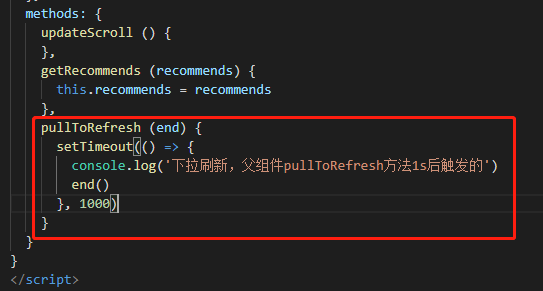 methods: {
updateScroll () {
},
getRecommends (recommends) {
this.recommends = recommends
},
pullToRefresh (end) {
setTimeout(() => {
console.log('下拉刷新，父组件pullToRefresh方法1s后触发的')
end()
}, 1000)
}
}
}
</script>